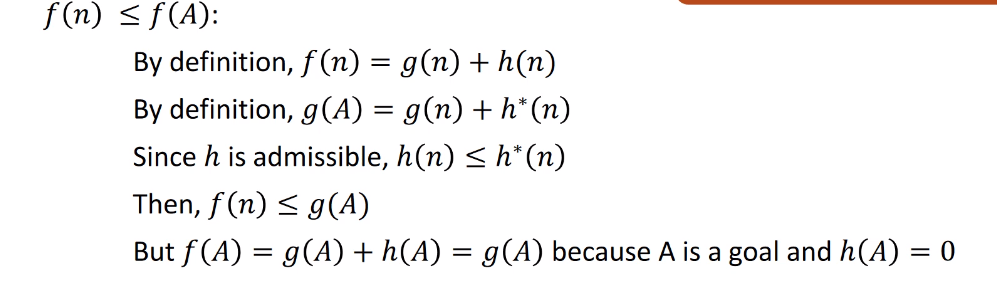 f(n) ≤ f(A):
By definition, f(n) = g(n) + h(n)
By definition, g(A) = g(n) + h*(n)
Since h is admissible, h(n) ≤ h*(n)
Then, f(n) ≤ g(A)
But f(A) = g(A) + h(A) = g(A) because A is a goal and h(A) = 0